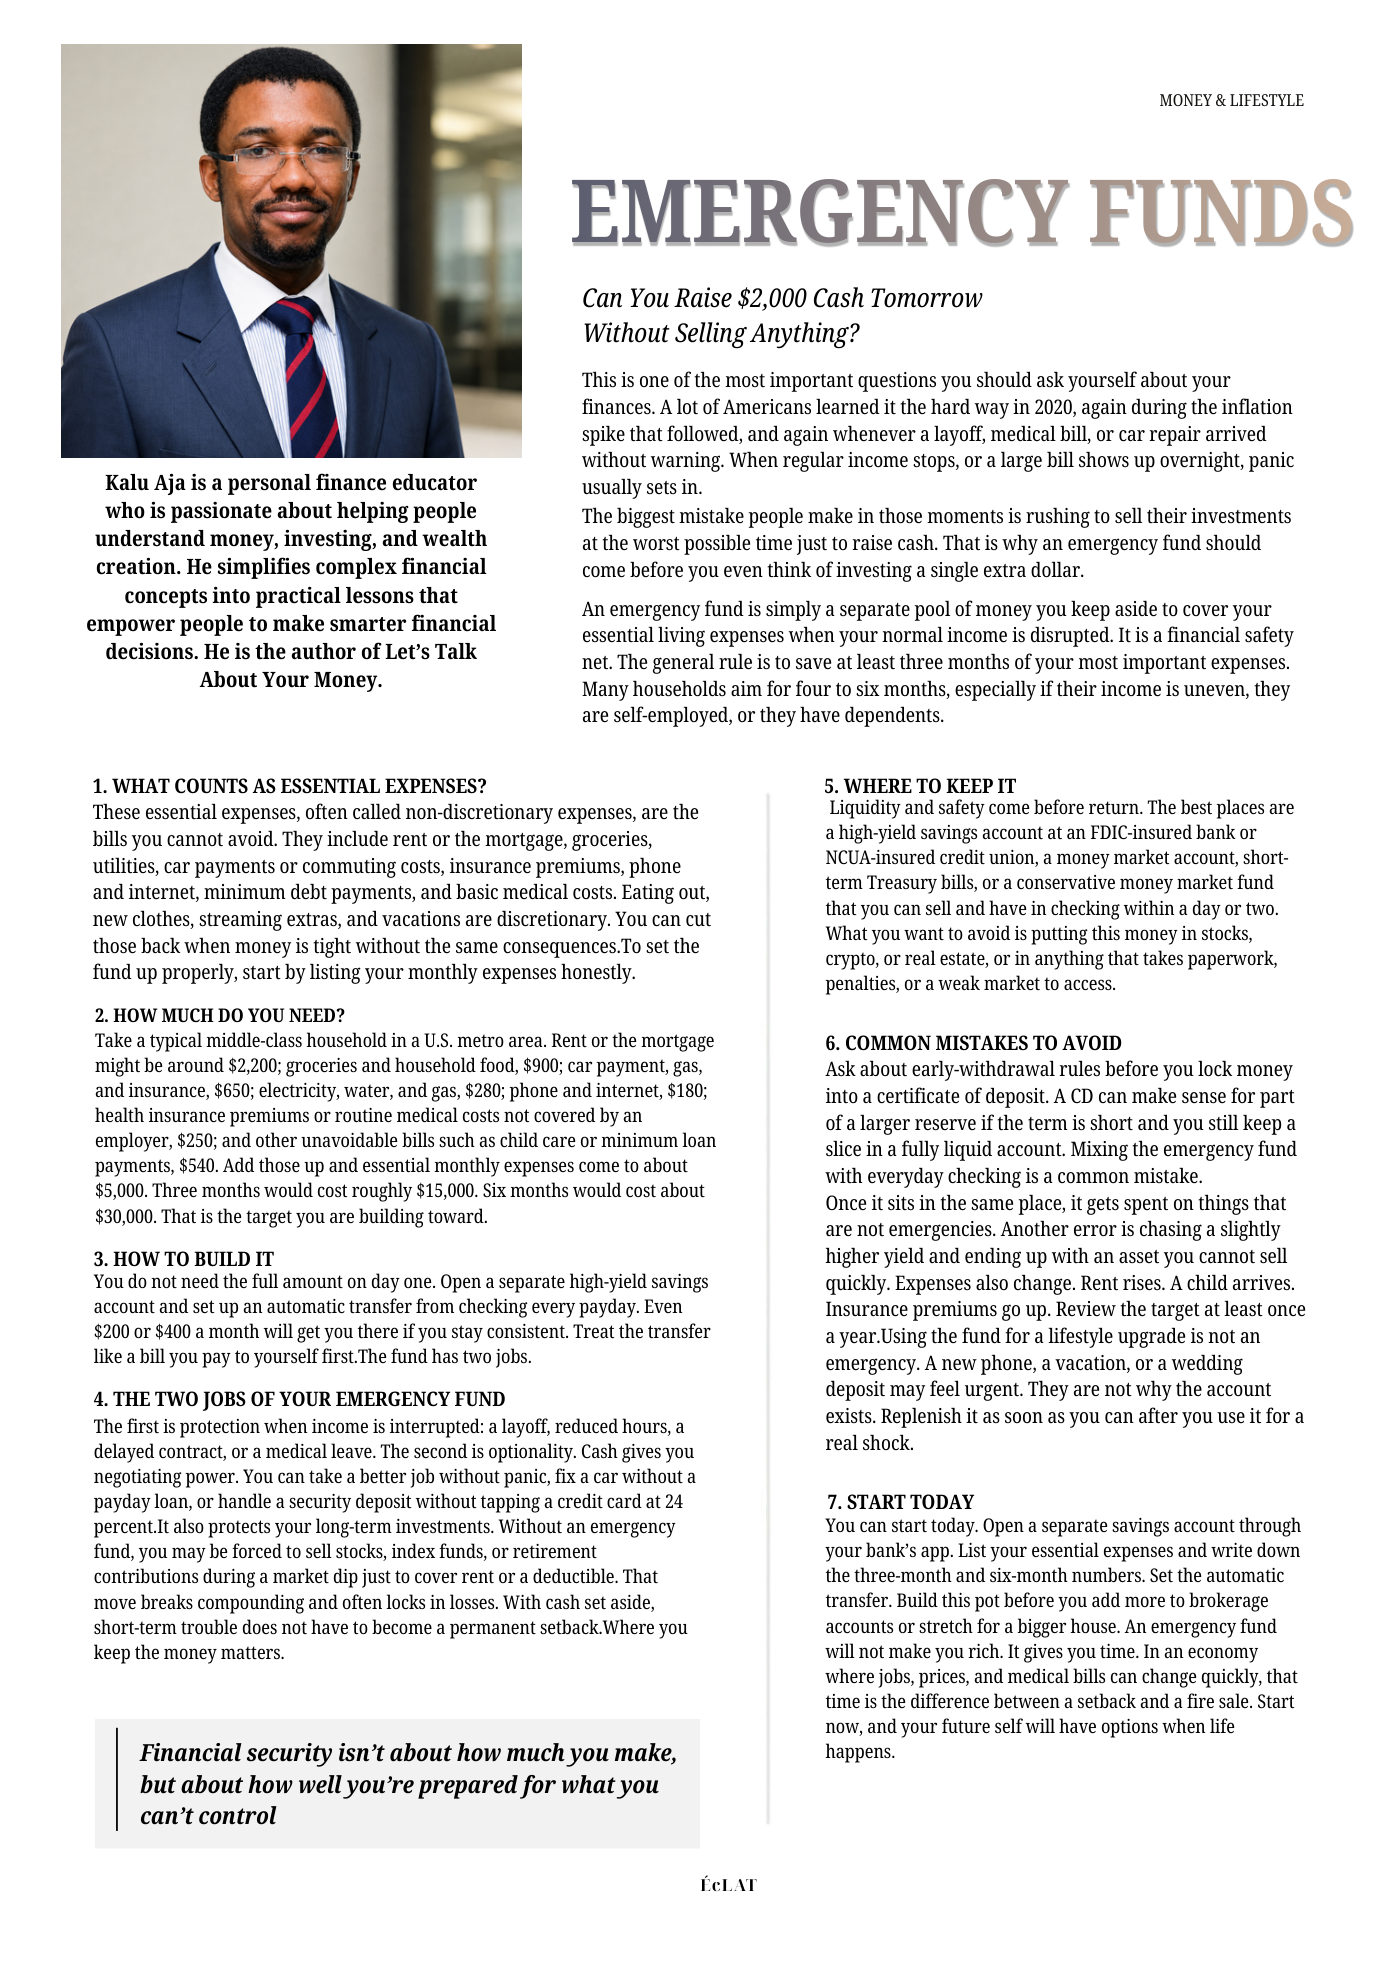 MONEY & LIFESTYLE
EMERGENCY FUNDS
Can You Raise $2,000 Cash Tomorrow
Without Selling Anything?
This is one of the most important questions you should ask yourself about your
finances. A lot of Americans learned it the hard way in 2020, again during the inflation
spike that followed, and again whenever a layoff, medical bill, or car repair arrived
without warning. When regular income stops, or a large bill shows up overnight, panic
usually sets in.
The biggest mistake people make in those moments is rushing to sell their investments
at the worst possible time just to raise cash. That is why an emergency fund should
come before you even think of investing a single extra dollar.
An emergency fund is simply a separate pool of money you keep aside to cover your
essential living expenses when your normal income is disrupted. It is a financial safety
net. The general rule is to save at least three months of your most important expenses.
Many households aim for four to six months, especially if their income is uneven, they
are self-employed, or they have dependents.
Kalu Aja is a personal finance educator
who is passionate about helping people
understand money, investing, and wealth
creation. He simplifies complex financial
concepts into practical lessons that
empower people to make smarter financial
decisions. He is the author of Let’s Talk
About Your Money.
1. WHAT COUNTS AS ESSENTIAL EXPENSES?
These essential expenses, often called non-discretionary expenses, are the
bills you cannot avoid. They include rent or the mortgage, groceries,
utilities, car payments or commuting costs, insurance premiums, phone
and internet, minimum debt payments, and basic medical costs. Eating out,
new clothes, streaming extras, and vacations are discretionary. You can cut
those back when money is tight without the same consequences.To set the
fund up properly, start by listing your monthly expenses honestly.
2. HOW MUCH DO YOU NEED?
Take a typical middle-class household in a U.S. metro area. Rent or the mortgage
might be around $2,200; groceries and household food, $900; car payment, gas,
and insurance, $650; electricity, water, and gas, $280; phone and internet, $180;
health insurance premiums or routine medical costs not covered by an
employer, $250; and other unavoidable bills such as child care or minimum loan
payments, $540. Add those up and essential monthly expenses come to about
$5,000. Three months would cost roughly $15,000. Six months would cost about
$30,000. That is the target you are building toward.
3. HOW TO BUILD IT
You do not need the full amount on day one. Open a separate high-yield savings
account and set up an automatic transfer from checking every payday. Even
$200 or $400 a month will get you there if you stay consistent. Treat the transfer
like a bill you pay to yourself first.The fund has two jobs.
4. THE TWO JOBS OF YOUR EMERGENCY FUND
The first is protection when income is interrupted: a layoff, reduced hours, a
delayed contract, or a medical leave. The second is optionality. Cash gives you
negotiating power. You can take a better job without panic, fix a car without a
payday loan, or handle a security deposit without tapping a credit card at 24
percent.It also protects your long-term investments. Without an emergency
fund, you may be forced to sell stocks, index funds, or retirement
contributions during a market dip just to cover rent or a deductible. That
move breaks compounding and often locks in losses. With cash set aside,
short-term trouble does not have to become a permanent setback.Where you
keep the money matters.
Financial security isn’t about how much you make,
but about how well you’re prepared for what you
can’t control
5. WHERE TO KEEP IT
Liquidity and safety come before return. The best places are
a high-yield savings account at an FDIC-insured bank or
NCUA-insured credit union, a money market account, short-
term Treasury bills, or a conservative money market fund
that you can sell and have in checking within a day or two.
What you want to avoid is putting this money in stocks,
crypto, or real estate, or in anything that takes paperwork,
penalties, or a weak market to access.
6. COMMON MISTAKES TO AVOID
Ask about early-withdrawal rules before you lock money
into a certificate of deposit. A CD can make sense for part
of a larger reserve if the term is short and you still keep a
slice in a fully liquid account. Mixing the emergency fund
with everyday checking is a common mistake.
Once it sits in the same place, it gets spent on things that
are not emergencies. Another error is chasing a slightly
higher yield and ending up with an asset you cannot sell
quickly. Expenses also change. Rent rises. A child arrives.
Insurance premiums go up. Review the target at least once
a year.Using the fund for a lifestyle upgrade is not an
emergency. A new phone, a vacation, or a wedding
deposit may feel urgent. They are not why the account
exists. Replenish it as soon as you can after you use it for a
real shock.
7. START TODAY
You can start today. Open a separate savings account through
your bank’s app. List your essential expenses and write down
the three-month and six-month numbers. Set the automatic
transfer. Build this pot before you add more to brokerage
accounts or stretch for a bigger house. An emergency fund
will not make you rich. It gives you time. In an economy
where jobs, prices, and medical bills can change quickly, that
time is the difference between a setback and a fire sale. Start
now, and your future self will have options when life
happens.
ÉcLAT